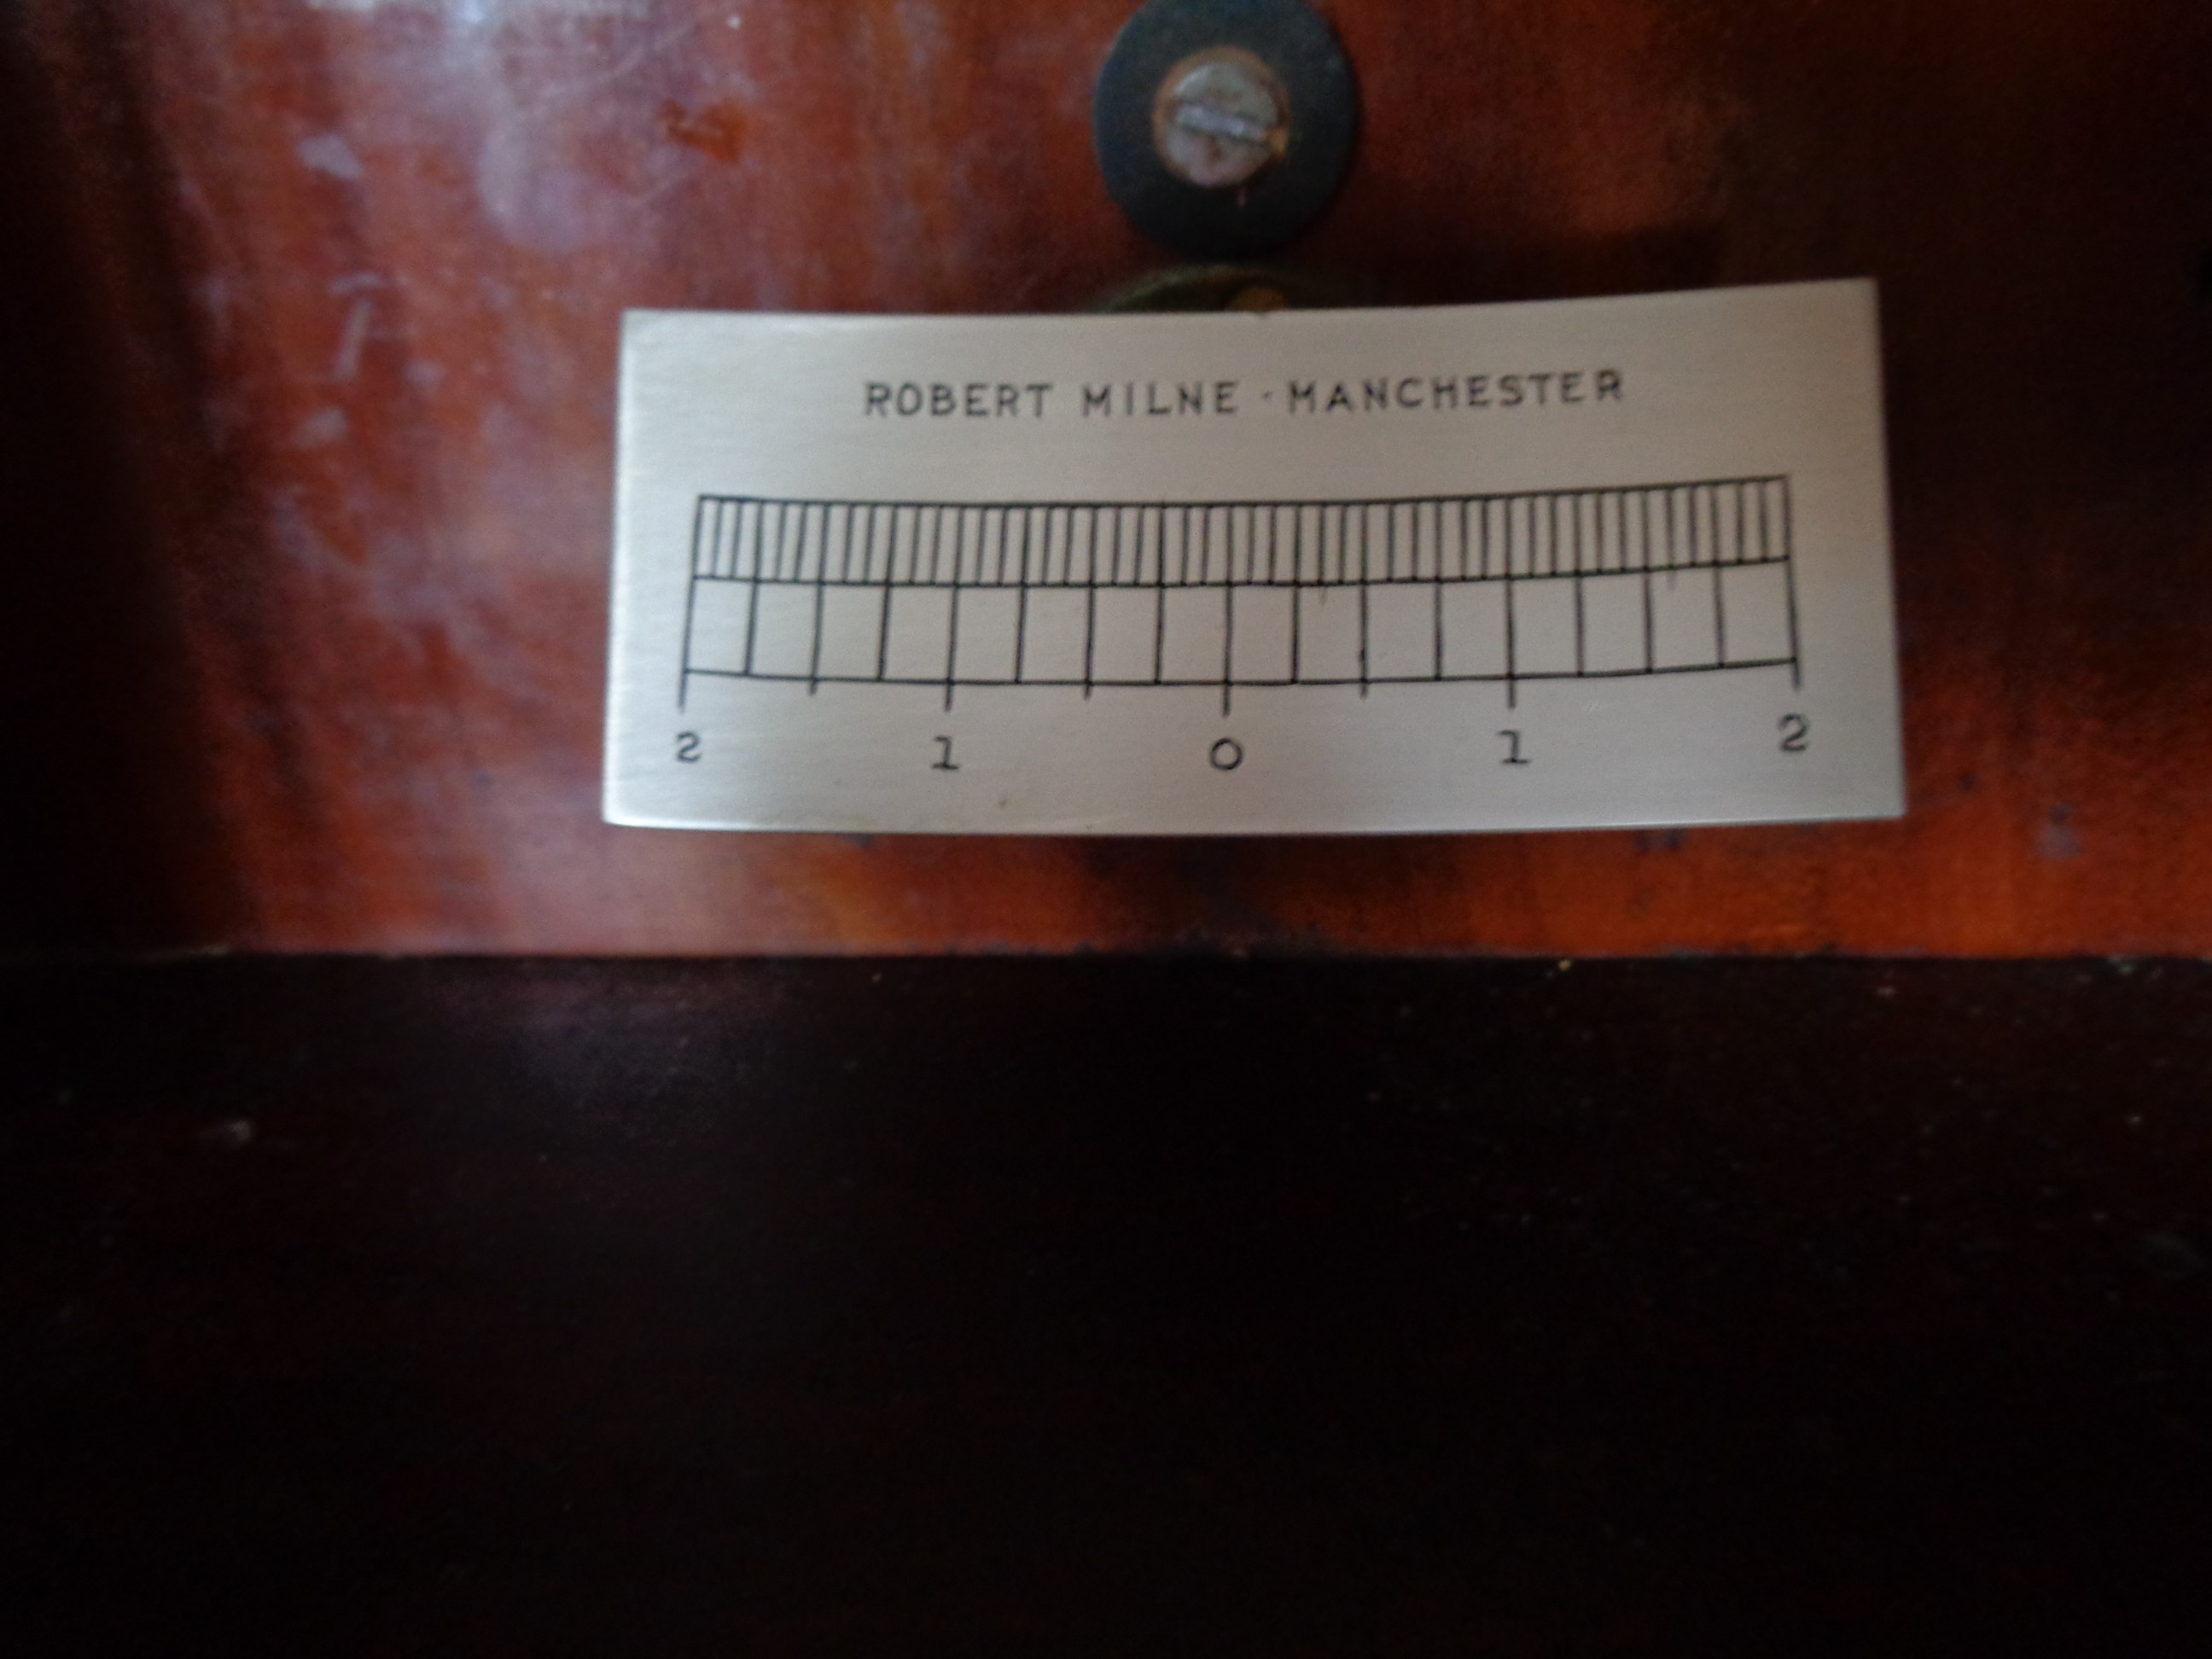 ROBERT MILNE · MANCHESTER
2 1 0 1 2